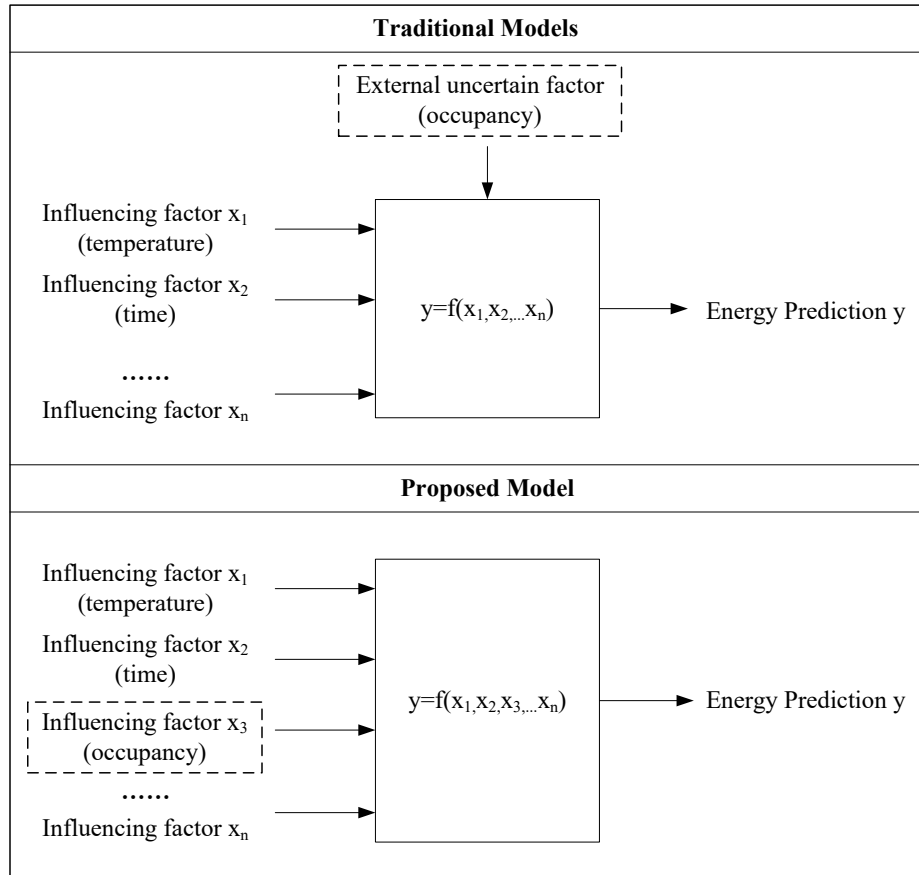 Traditional Models
External uncertain factor
(occupancy)
Influencing factor x₁
(temperature)
Influencing factor x₂
(time)
......
Influencing factor xₙ
y=f(x₁,x₂,...xₙ)
Energy Prediction y
Proposed Model
Influencing factor x₁
(temperature)
Influencing factor x₂
(time)
Influencing factor x₃
(occupancy)
......
Influencing factor xₙ
y=f(x₁,x₂,x₃,...xₙ)
Energy Prediction y